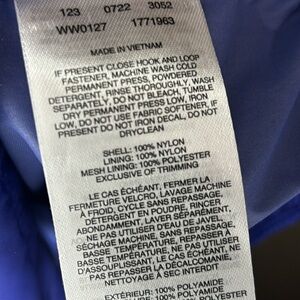 123 0722 3052
WW0127 1771963
MADE IN VIETNAM
IF PRESENT CLOSE HOOK AND LOOP
FASTENER, MACHINE WASH COLD
PERMANENT PRESS, POWDERED
DETERGENT, RINSE THOROUGHLY, WASH
SEPARATELY, DO NOT BLEACH, TUMBLE
DRY PERMANENT PRESS LOW, IRON
LOW, DO NOT USE FABRIC SOFTENER, IF
PRESENT DO NOT IRON DECAL, DO NOT
DRYCLEAN
SHELL: 100% NYLON
LINING: 100% NYLON
MESH LINING: 100% POLYESTER
EXCLUSIVE OF TRIMMING
LE CAS ÉCHÉANT, FERMER LA
FERMETURE VELCRO, LAVAGE MACHINE
À FROID, CYCLE SANS REPASSAGE,
DÉTERGENT EN POUDRE, RINCER
ABONDAMMENT, LAVER SÉPARÉMENT,
NE PAS UTILISER D'EAU DE JAVEL,
SÉCHAGE MACHINE, SANS REPASSAGE,
BASSE TEMPÉRATURE, REPASSAGE À
BASSE TEMPÉRATURE, NE PAS UTILISER
D'ASSOUPLISSANT, LE CAS ÉCHÉANT, NE
PAS REPASSER LA DÉCALCOMANIE,
NETTOYAGE À SEC INTERDIT
EXTÉRIEUR: 100% POLYAMIDE
100% POLYAMIDE